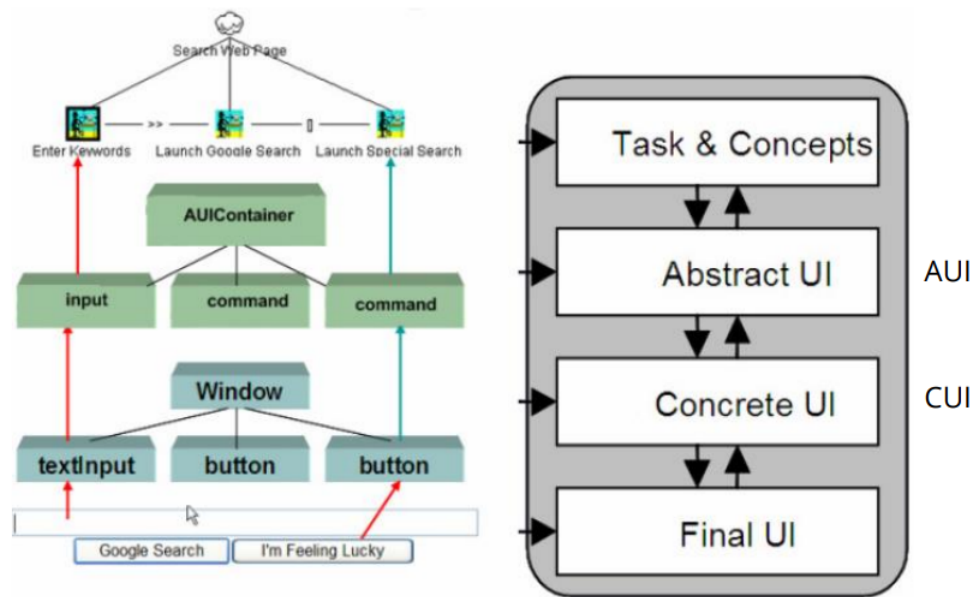 Search Web Page
Enter Keywords
>>
Launch Google Search
[]
Launch Special Search
AUIContainer
input
command
command
Window
textInput
button
button
Google Search
I'm Feeling Lucky
Task & Concepts
Abstract UI
AUI
Concrete UI
CUI
Final UI